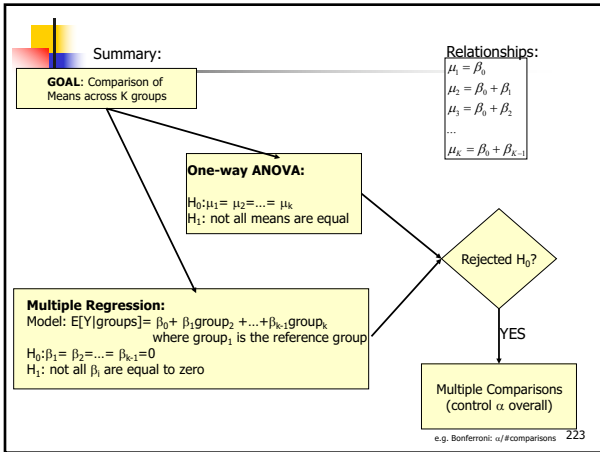 Summary:
GOAL: Comparison of
Means across K groups
Relationships:
μ₁ = β₀
μ₂ = β₀ + β₁
μ₃ = β₀ + β₂
...
μ_K = β₀ + β_{K−1}
One-way ANOVA:
H₀:μ₁= μ₂=...= μₖ
H₁: not all means are equal
Rejected H₀?
Multiple Regression:
Model: E[Y|groups]= β₀+ β₁group₂ +...+βₖ₋₁groupₖ
where group₁ is the reference group
H₀:β₁= β₂=...= βₖ₋₁=0
H₁: not all βᵢ are equal to zero
YES
Multiple Comparisons
(control α overall)
e.g. Bonferroni: α/#comparisons
223